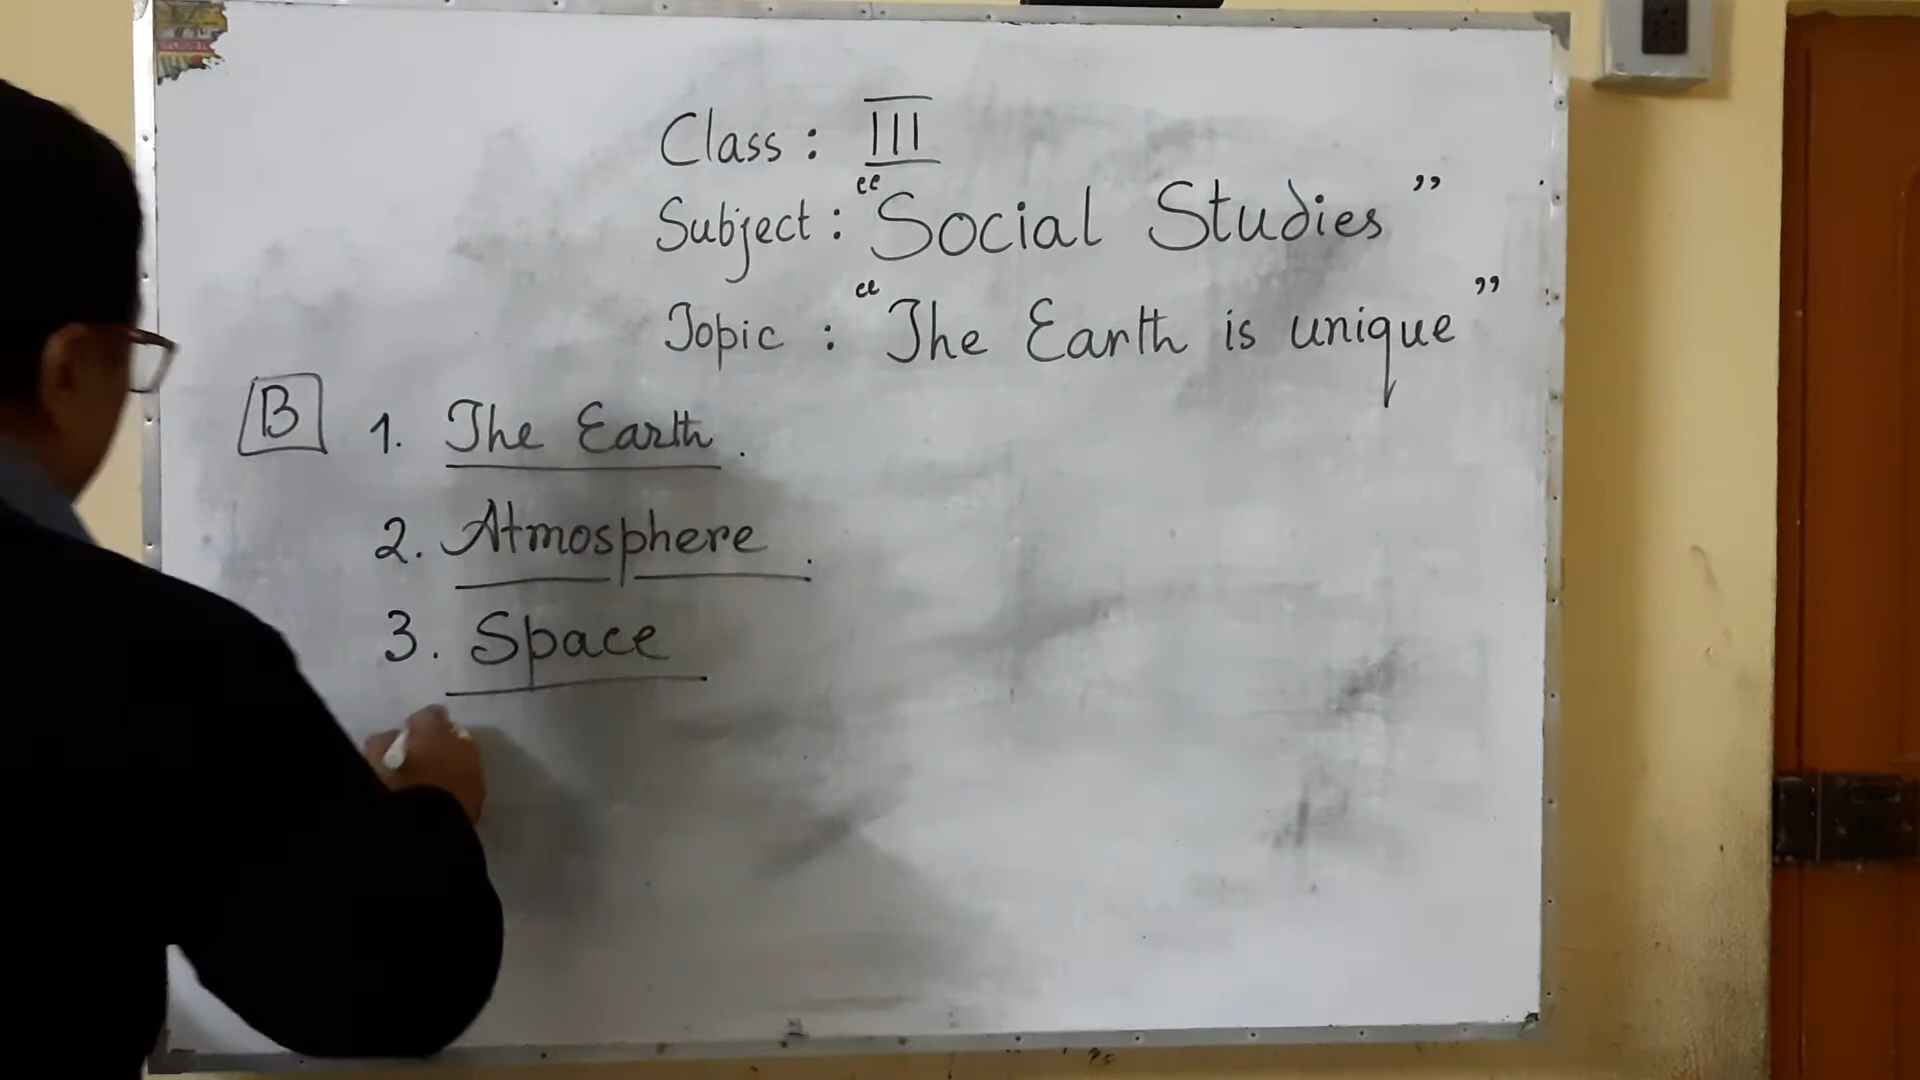 Class : III
Subject : "Social Studies"
Topic : "The Earth is unique"
B 1. The Earth.
2. Atmosphere.
3. Space